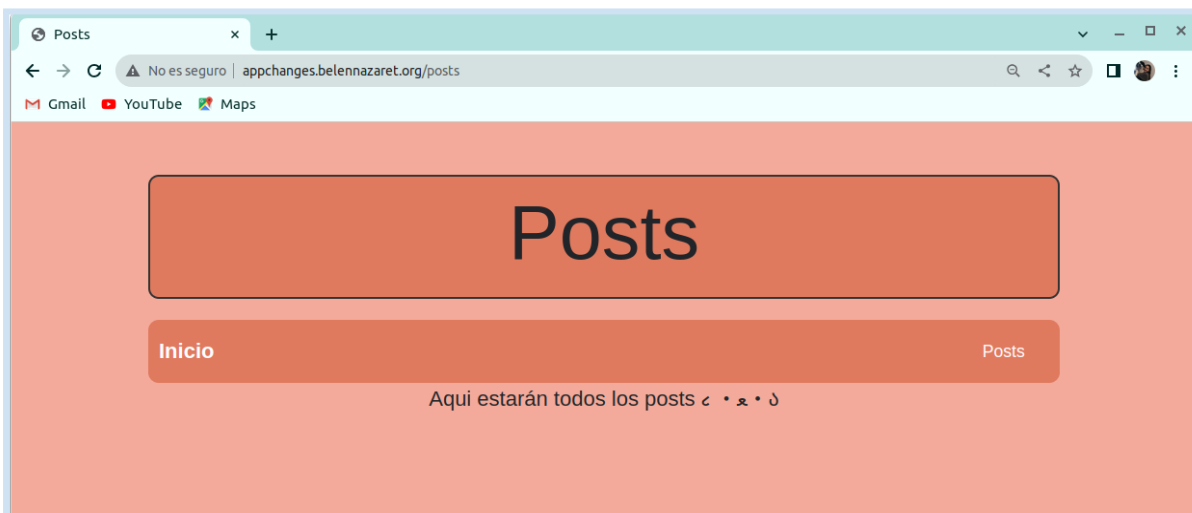 Posts
No es seguro
appchanges.belennazaret.org/posts
Gmail
YouTube
Maps
Posts
Inicio
Posts
Aqui estarán todos los posts ૮ ・ﻌ・ა